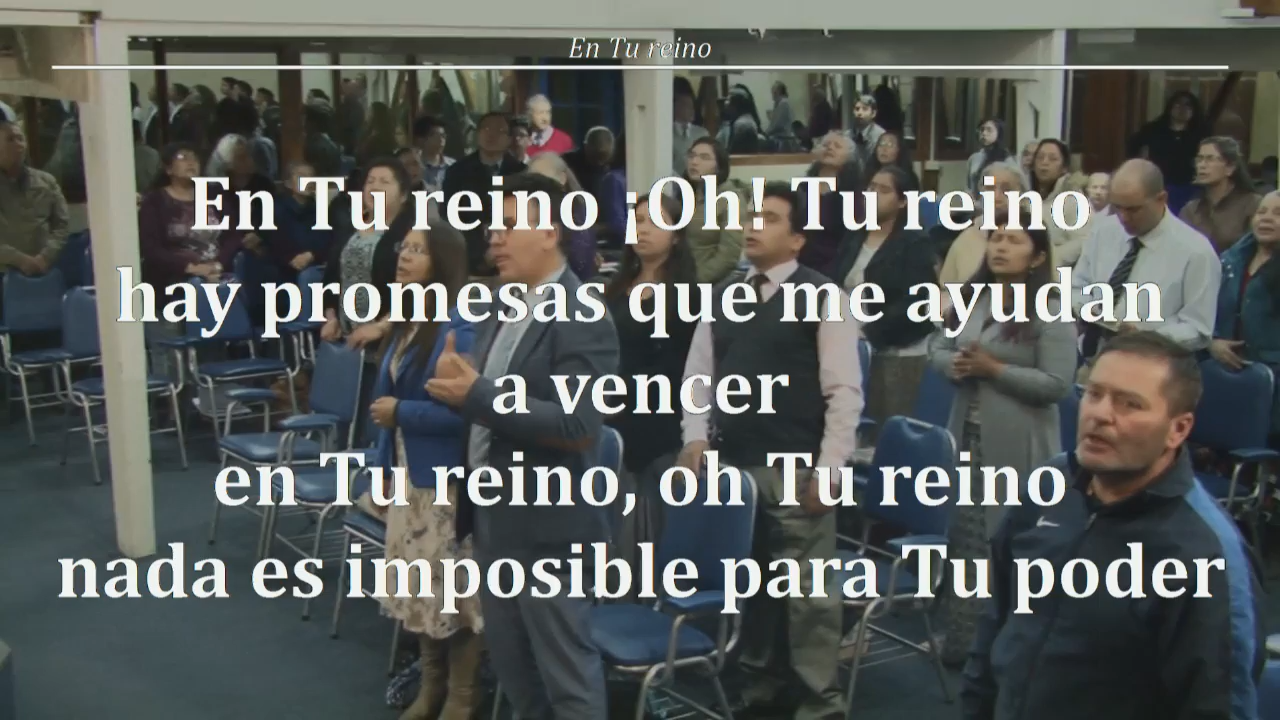 En Tu reino
En Tu reino ¡Oh! Tu reino
hay promesas que me ayudan
a vencer
en Tu reino, oh Tu reino
nada es imposible para Tu poder